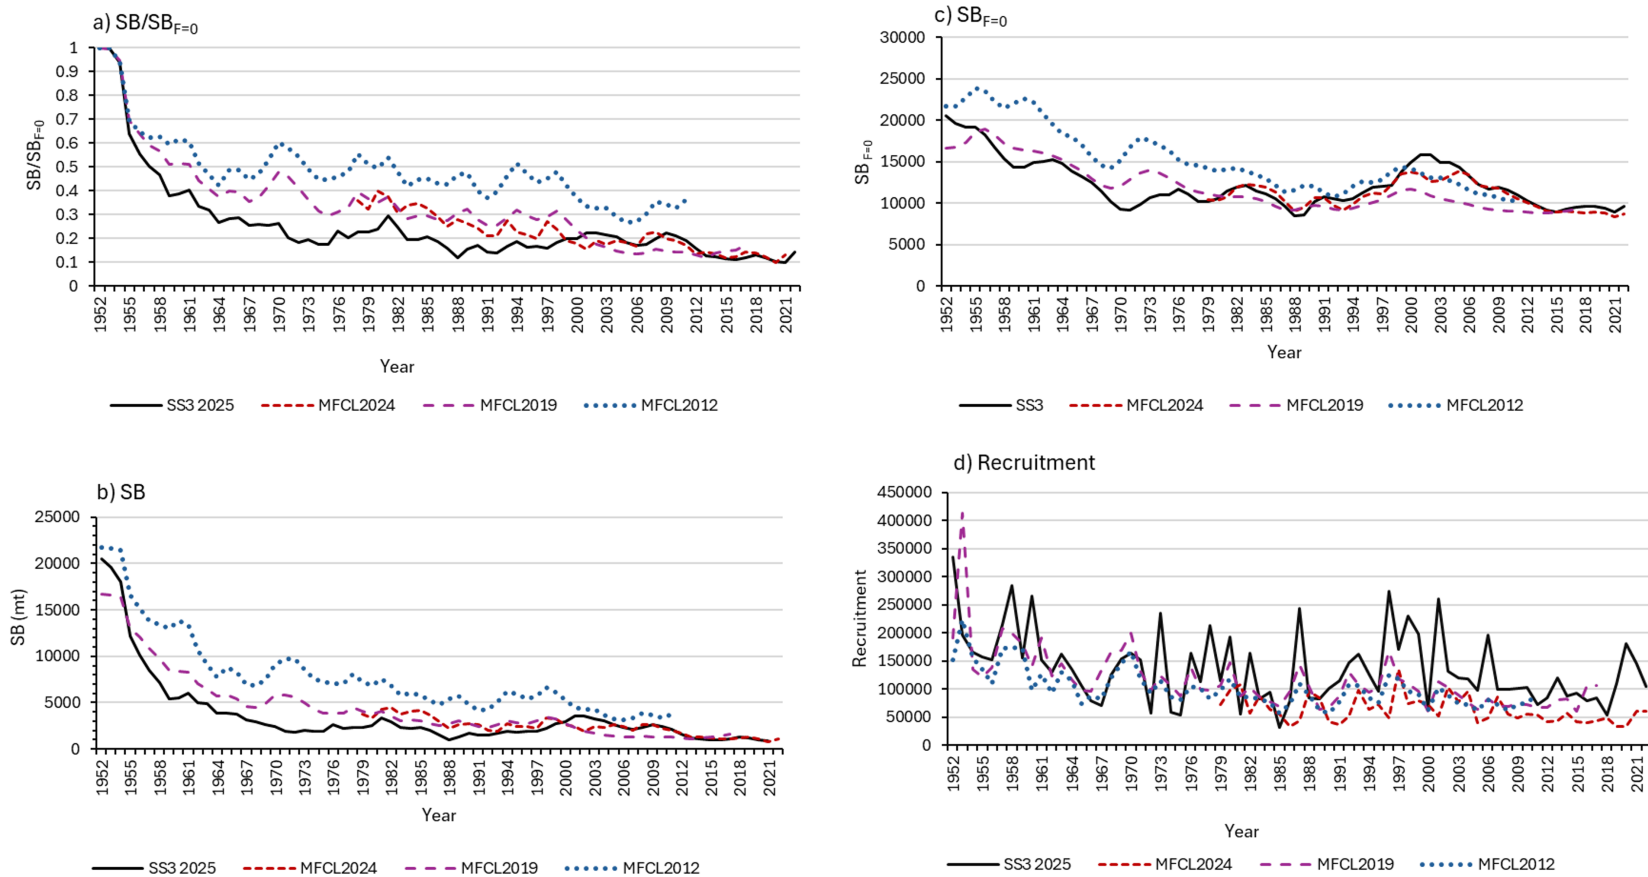 a) SB/SBF=0
1
0.9
0.8
0.7
0.6
0.5
0.4
0.3
0.2
0.1
0
SB/SBF=0
1952 1955 1958 1961 1964 1967 1970 1973 1976 1979 1982 1985 1988 1991 1994 1997 2000 2003 2006 2009 2012 2015 2018 2021
Year
SS3 2025 MFCL2024 MFCL2019 MFCL2012
b) SB
25000
20000
15000
10000
5000
0
SB (mt)
1952 1955 1958 1961 1964 1967 1970 1973 1976 1979 1982 1985 1988 1991 1994 1997 2000 2003 2006 2009 2012 2015 2018 2021
Year
SS3 2025 MFCL2024 MFCL2019 MFCL2012
c) SBF=0
30000
25000
20000
15000
10000
5000
0
SB F=0
1952 1955 1958 1961 1964 1967 1970 1973 1976 1979 1982 1985 1988 1991 1994 1997 2000 2003 2006 2009 2012 2015 2018 2021
Year
SS3 MFCL2024 MFCL2019 MFCL2012
d) Recruitment
450000
400000
350000
300000
250000
200000
150000
100000
50000
0
Recruitment
1952 1955 1958 1961 1964 1967 1970 1973 1976 1979 1982 1985 1988 1991 1994 1997 2000 2003 2006 2009 2012 2015 2018 2021
Year
SS3 2025 MFCL2024 MFCL2019 MFCL2012